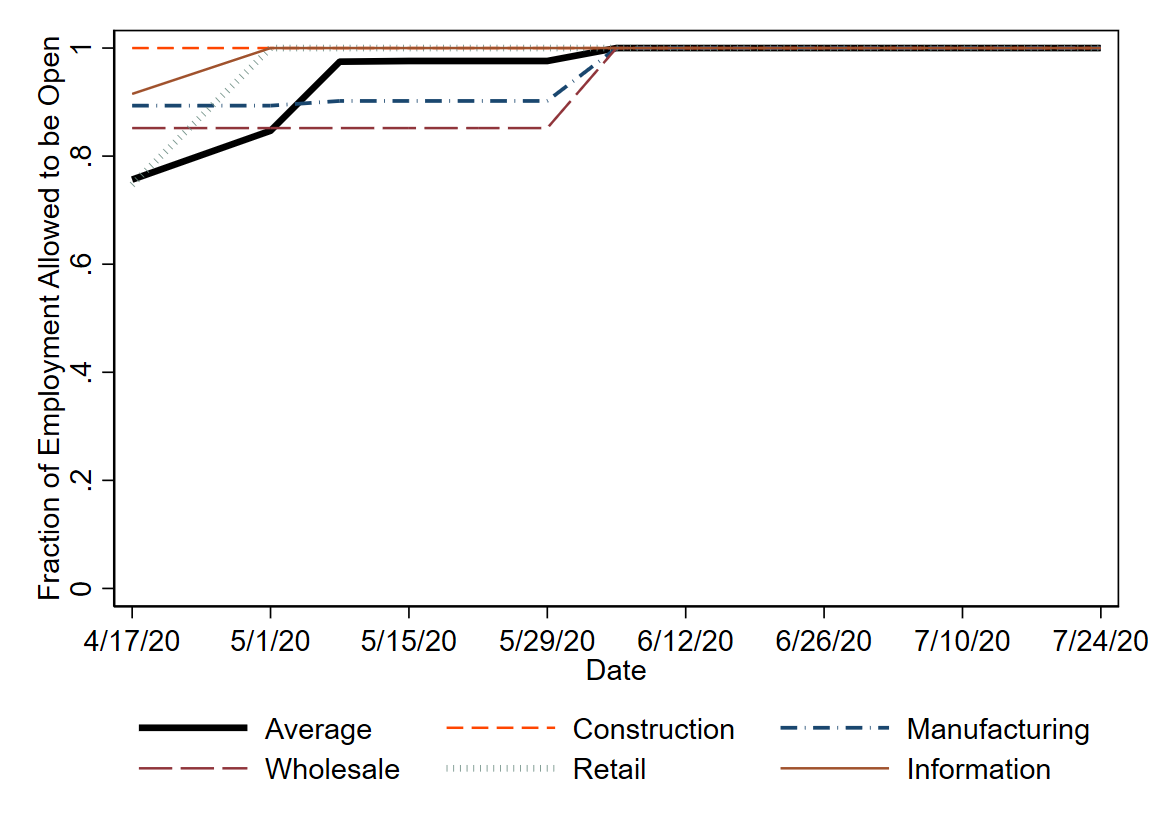 Fraction of Employment Allowed to be Open
1
.8
.6
.4
.2
0
4/17/20 5/1/20 5/15/20 5/29/20 6/12/20 6/26/20 7/10/20 7/24/20
Date
Average Construction Manufacturing
Wholesale Retail Information